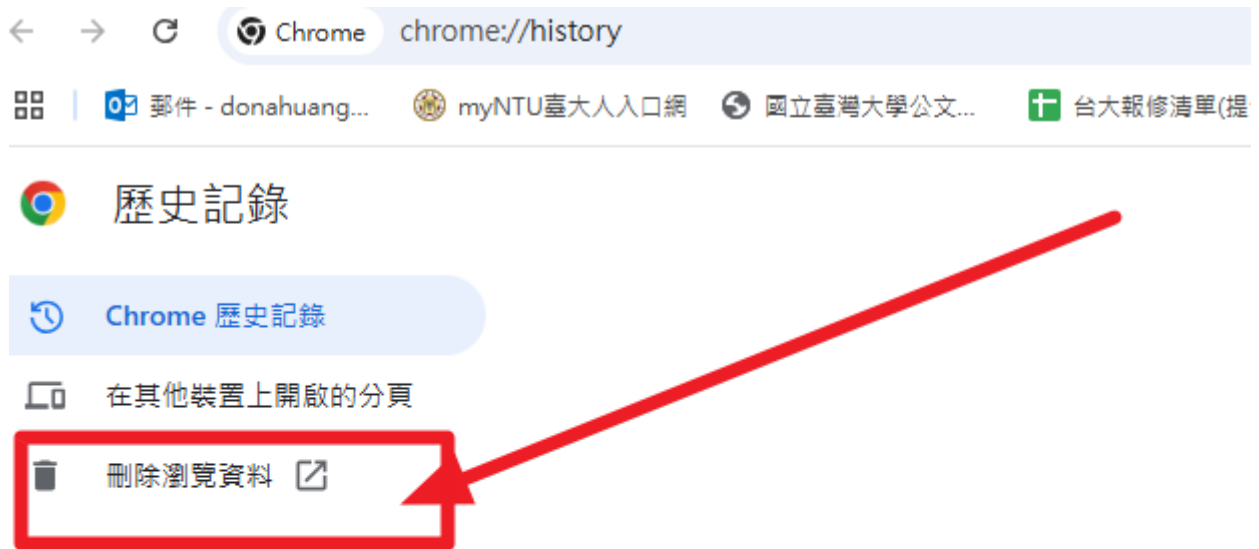 Chrome chrome://history
郵件 - donahuang... myNTU臺大人入口網 國立臺灣大學公文... 台大報修清單(提
歷史記錄
Chrome 歷史記錄
在其他裝置上開啟的分頁
刪除瀏覽資料